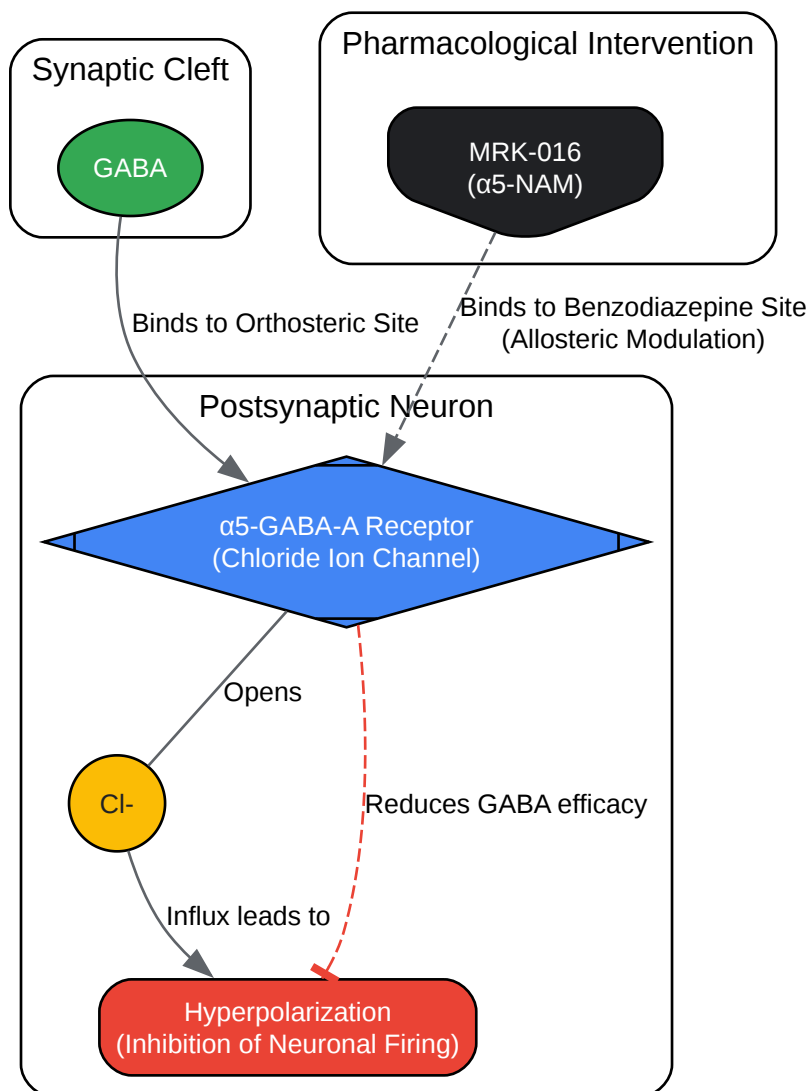 Synaptic Cleft
GABA
Pharmacological Intervention
MRK-016
(α5-NAM)
Binds to Orthosteric Site
Binds to Benzodiazepine Site
(Allosteric Modulation)
Postsynaptic Neuron
α5-GABA-A Receptor
(Chloride Ion Channel)
Opens
Cl-
Reduces GABA efficacy
Influx leads to
Hyperpolarization
(Inhibition of Neuronal Firing)